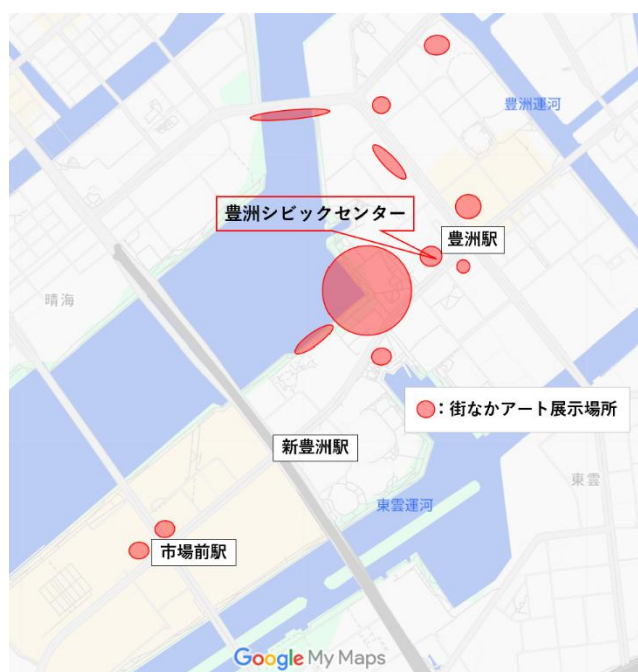 豊洲運河
豊洲シビックセンター
豊洲駅
晴海
：街なかアート展示場所
新豊洲駅
東雲
東雲運河
市場前駅
Google My Maps